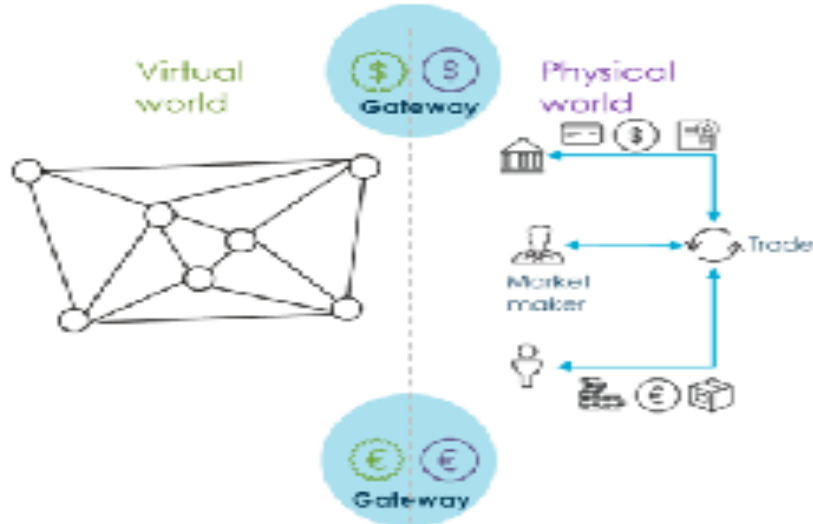 Virtual
world
$ $
Gateway
Physical
world
$
Trade
Market
maker
€
€ €
Gateway